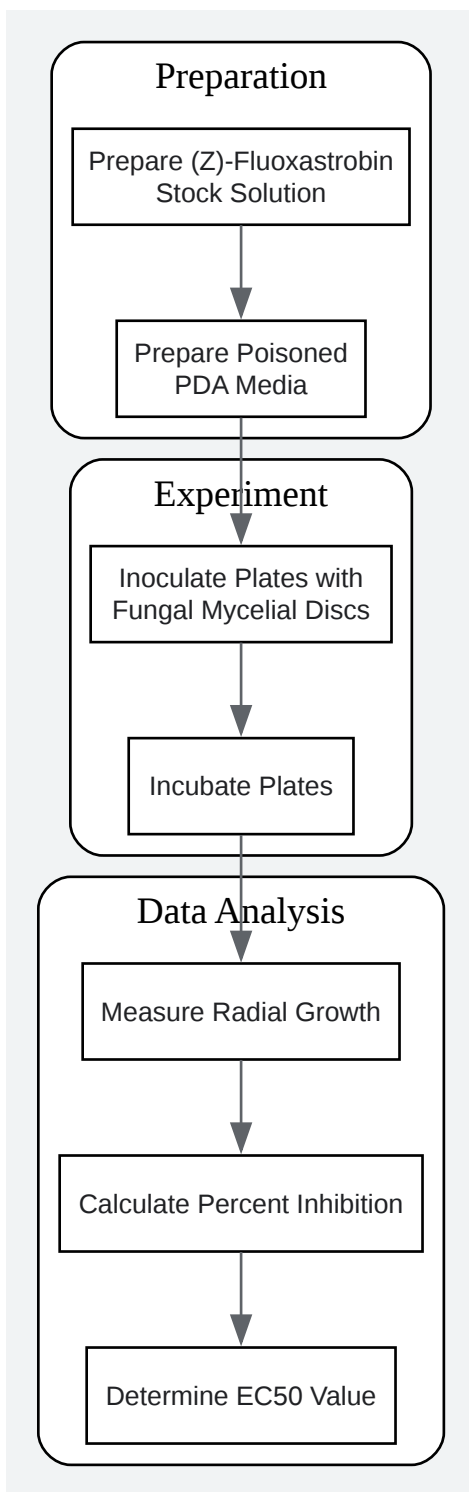 Preparation
Prepare (Z)-Fluoxastrobin
Stock Solution
Prepare Poisoned
PDA Media
Experiment
Inoculate Plates with
Fungal Mycelial Discs
Incubate Plates
Data Analysis
Measure Radial Growth
Calculate Percent Inhibition
Determine EC50 Value